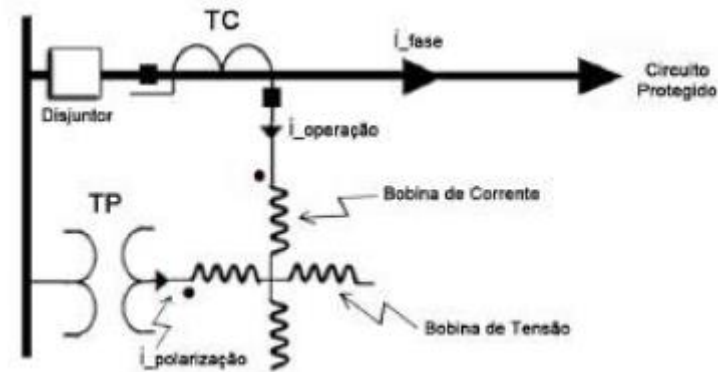 TC
İ_fase
Circuito
Protegido
Disjuntor
İ_operação
TP
Bobina de Corrente
Bobina de Tensão
İ_polarização